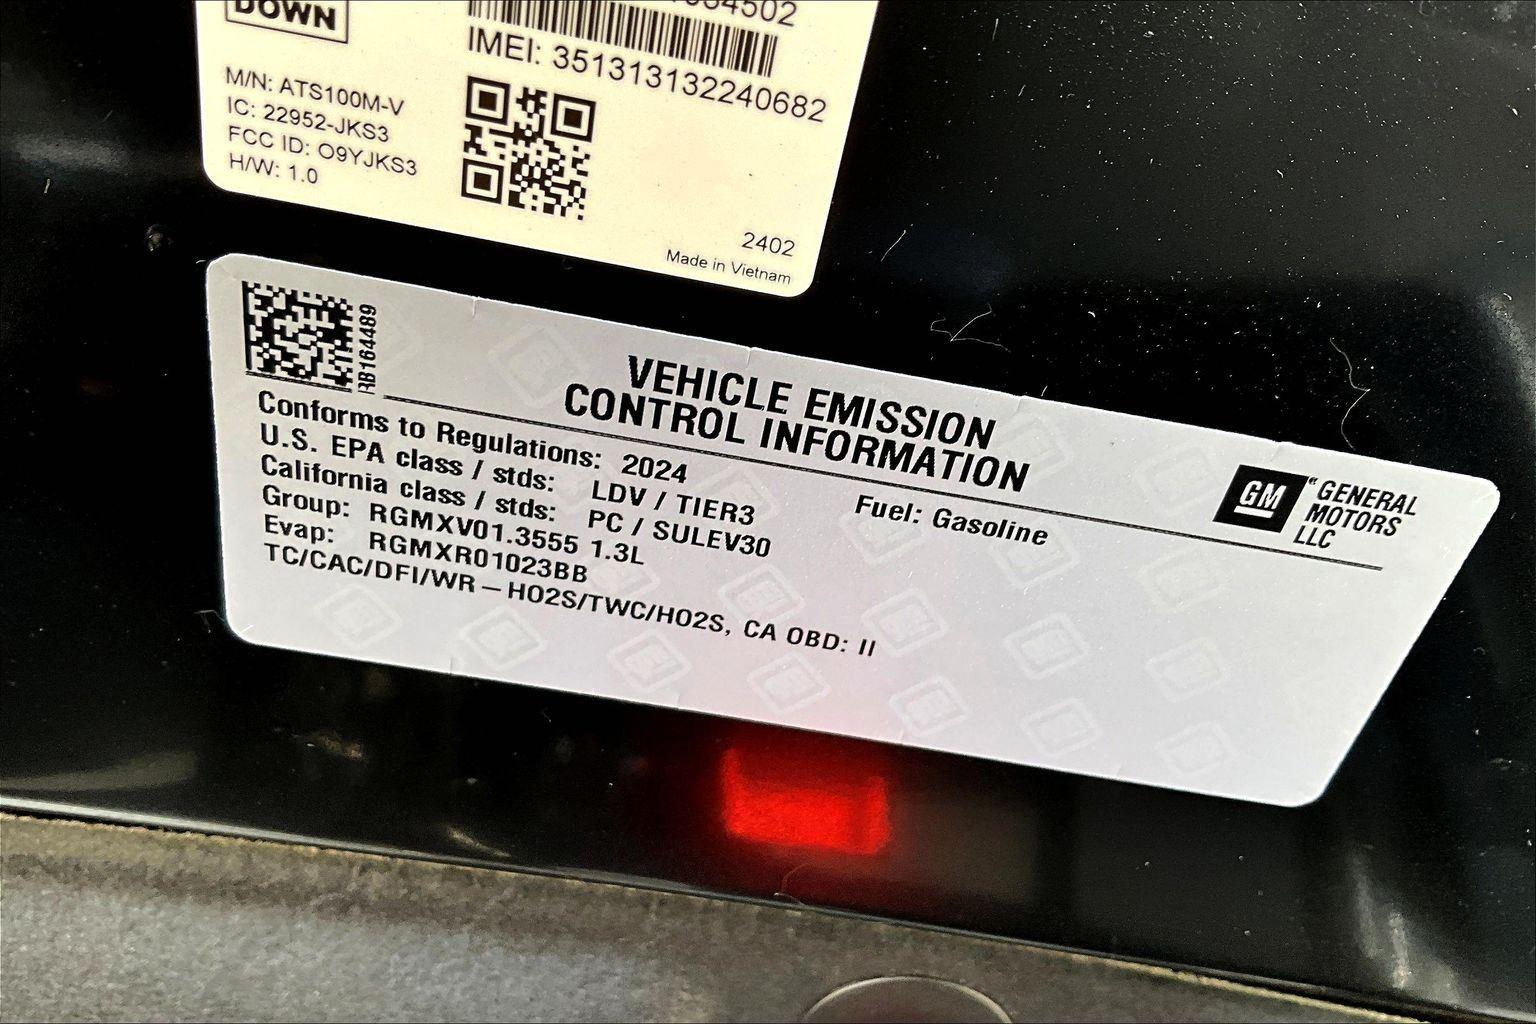 DOWN
M/N: ATS100M-V
IC: 22952-JKS3
FCC ID: O9YJKS3
H/W: 1.0
IMEI: 351313132240682
2402
Made in Vietnam
RB164489
VEHICLE EMISSION
CONTROL INFORMATION
Conforms to Regulations: 2024
U.S. EPA class / stds: LDV / TIER3
California class / stds: PC / SULEV30
Group: RGMXV01.3555 1.3L
Evap: RGMXR01023BB
TC/CAC/DFI/WR – HO2S/TWC/HO2S, CA OBD: II
Fuel: Gasoline
GM
GENERAL
MOTORS
LLC